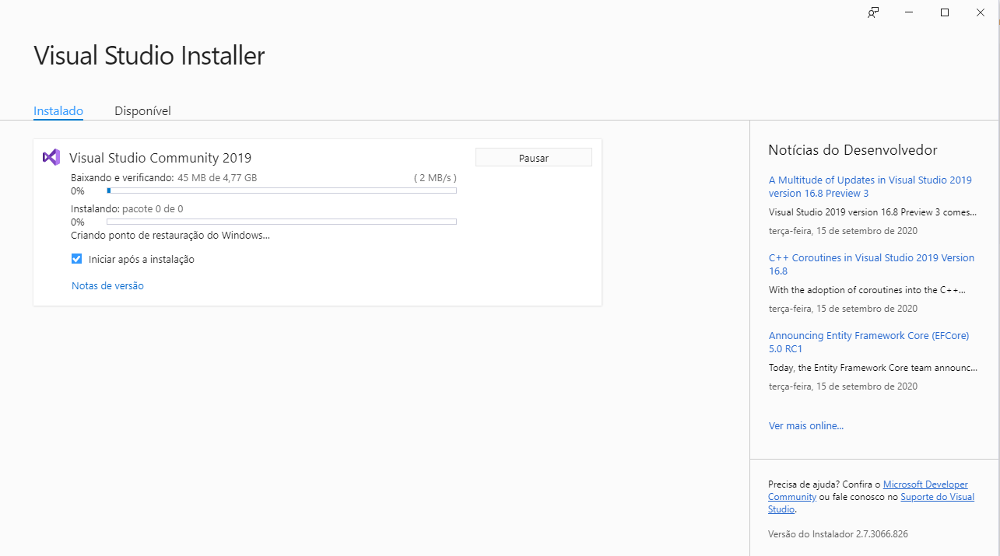 Visual Studio Installer
Instalado
Disponível
Visual Studio Community 2019
Pausar
Baixando e verificando: 45 MB de 4,77 GB
( 2 MB/s )
0%
Instalando: pacote 0 de 0
0%
Criando ponto de restauração do Windows...
Iniciar após a instalação
Notas de versão
Notícias do Desenvolvedor
A Multitude of Updates in Visual Studio 2019
version 16.8 Preview 3
Visual Studio 2019 version 16.8 Preview 3 comes...
terça-feira, 15 de setembro de 2020
C++ Coroutines in Visual Studio 2019 Version
16.8
With the adoption of coroutines into the C++...
terça-feira, 15 de setembro de 2020
Announcing Entity Framework Core (EFCore)
5.0 RC1
Today, the Entity Framework Core team announc...
terça-feira, 15 de setembro de 2020
Ver mais online...
Precisa de ajuda? Confira o Microsoft Developer
Community ou fale conosco no Suporte do Visual
Studio.
Versão do Instalador 2.7.3066.826